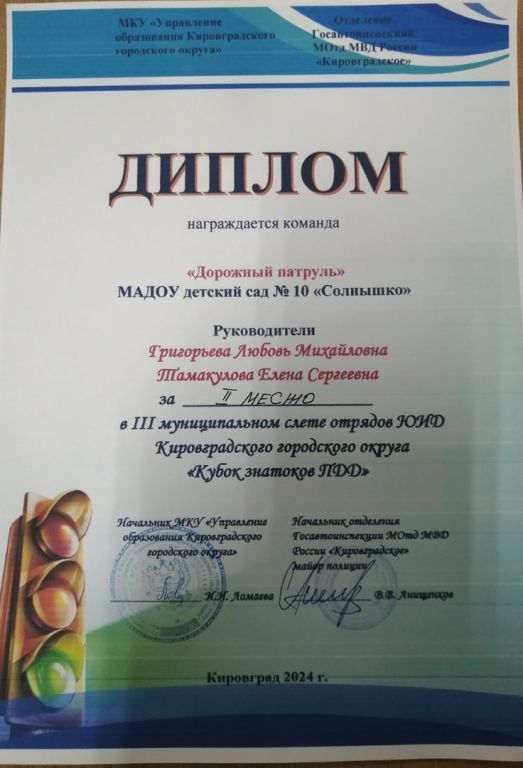 МКУ «Управление
образования Кировградского
городского округа»
Отделение
Госавтоинспекции
МОтд МВД России
«Кировградское»
ДИПЛОМ
награждается команда
«Дорожный патруль»
МАДОУ детский сад № 10 «Солнышко»
Руководители
Григорьева Любовь Михайловна
Тамакулова Елена Сергеевна
за II МЕСТО
в III муниципальном слете отрядов ЮИД
Кировградского городского округа
«Кубок знатоков ПДД»
Начальник МКУ «Управление
образования Кировградского
городского округа»
И.И. Ломаева
Начальник отделения
Госавтоинспекции МОтд МВД
России «Кировградское»
майор полиции
В.В. Анищенков
Кировград 2024 г.